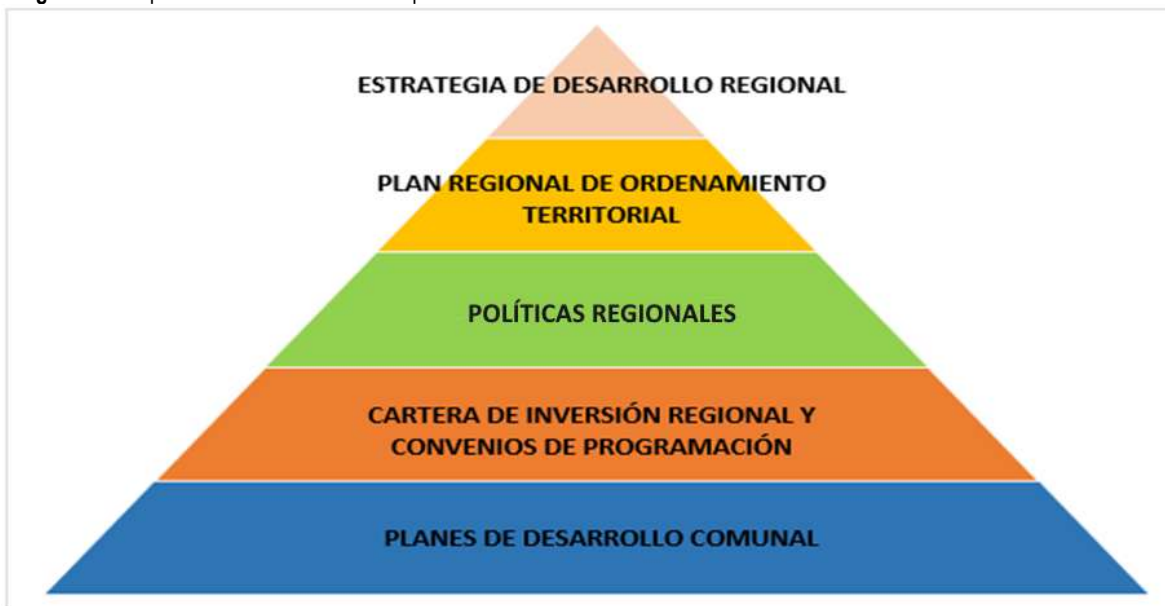 ESTRATEGIA DE DESARROLLO REGIONAL
PLAN REGIONAL DE ORDENAMIENTO
TERRITORIAL
POLÍTICAS REGIONALES
CARTERA DE INVERSIÓN REGIONAL Y
CONVENIOS DE PROGRAMACIÓN
PLANES DE DESARROLLO COMUNAL